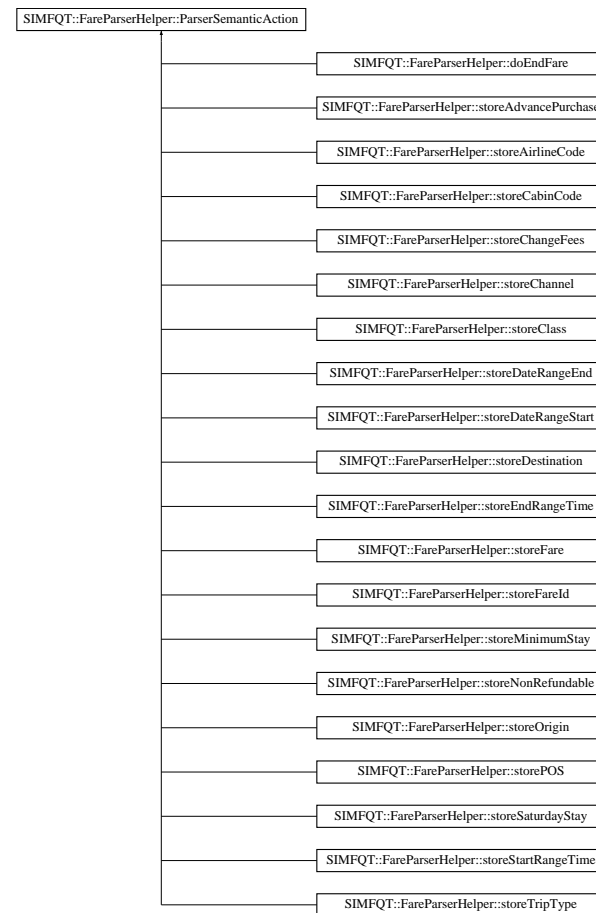 SIMFQT::FareParserHelper::ParserSemanticAction
SIMFQT::FareParserHelper::doEndFare
SIMFQT::FareParserHelper::storeAdvancePurchase
SIMFQT::FareParserHelper::storeAirlineCode
SIMFQT::FareParserHelper::storeCabinCode
SIMFQT::FareParserHelper::storeChangeFees
SIMFQT::FareParserHelper::storeChannel
SIMFQT::FareParserHelper::storeClass
SIMFQT::FareParserHelper::storeDateRangeEnd
SIMFQT::FareParserHelper::storeDateRangeStart
SIMFQT::FareParserHelper::storeDestination
SIMFQT::FareParserHelper::storeEndRangeTime
SIMFQT::FareParserHelper::storeFare
SIMFQT::FareParserHelper::storeFareId
SIMFQT::FareParserHelper::storeMinimumStay
SIMFQT::FareParserHelper::storeNonRefundable
SIMFQT::FareParserHelper::storeOrigin
SIMFQT::FareParserHelper::storePOS
SIMFQT::FareParserHelper::storeSaturdayStay
SIMFQT::FareParserHelper::storeStartRangeTime
SIMFQT::FareParserHelper::storeTripType